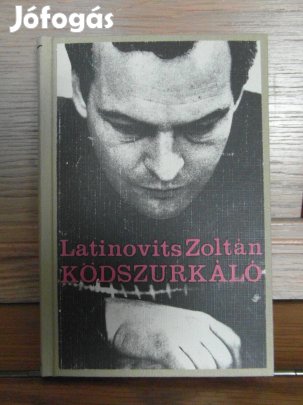 Jófogás
Latinovits Zoltán
KÖDSZURKÁLÓ